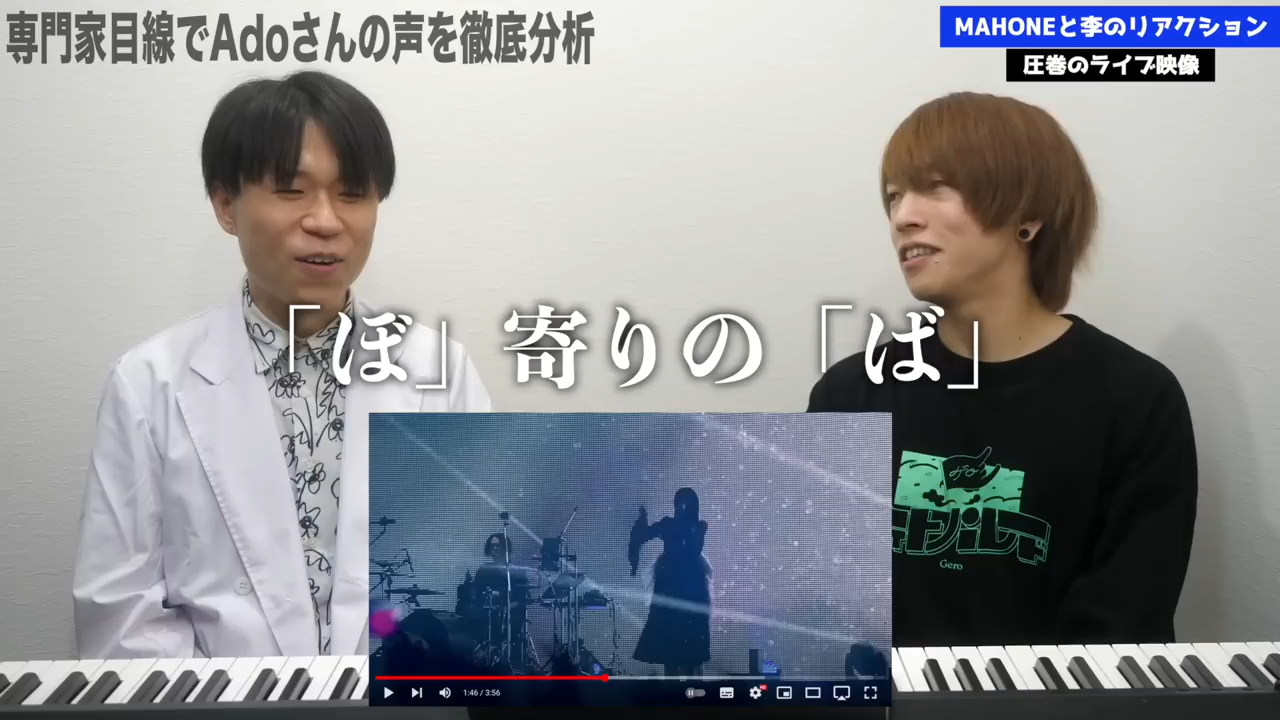 専門家目線でAdoさんの声を徹底分析
MAHONEと李のリアクション
圧巻のライブ映像
「ぼ」寄りの「ば」
Gero
1:46 / 3:56